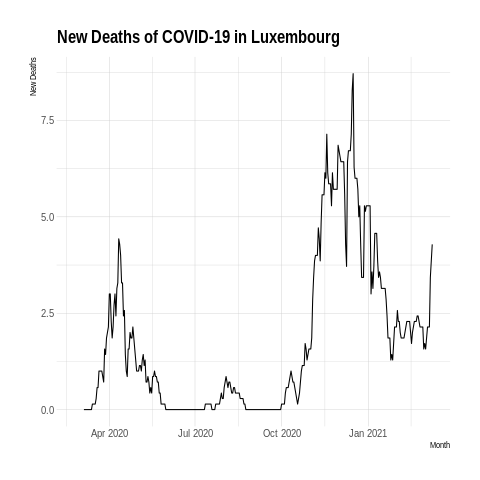 New Deaths of COVID-19 in Luxembourg
New Deaths
7.5
5.0
2.5
0.0
Apr 2020 Jul 2020 Oct 2020 Jan 2021
Month